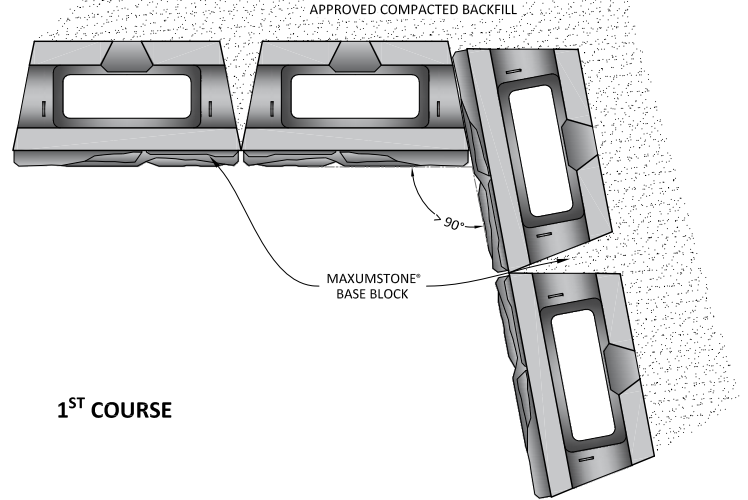 APPROVED COMPACTED BACKFILL
> 90°
MAXUMSTONE®
BASE BLOCK
1ST COURSE